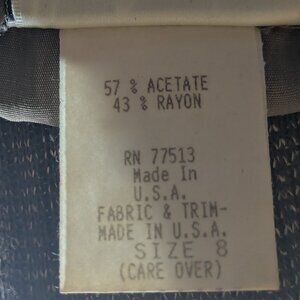 57 % ACETATE
43 % RAYON
RN 77513
Made In
U.S.A.
FABRIC & TRIM-
MADE IN U.S.A.
SIZE 8
(CARE OVER)